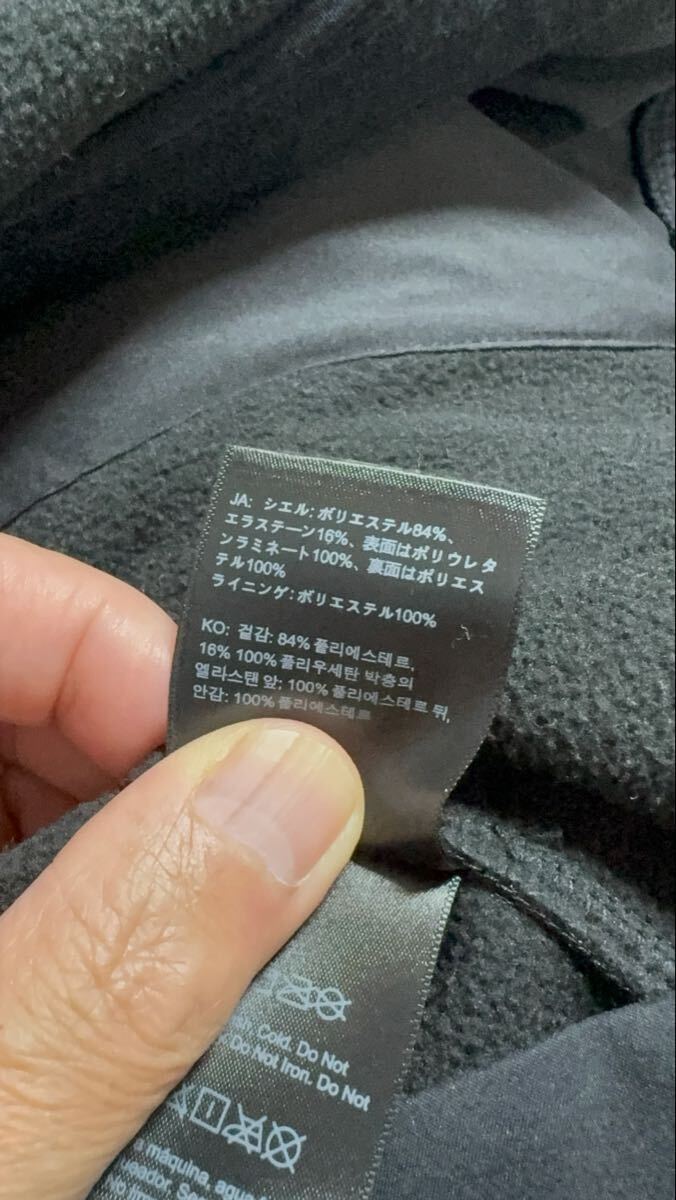 JA: シエル: ポリエステル84%、
エラステーン16%、表面はポリウレタ
ンラミネート100%、裏面はポリエス
テル100%
ライニング: ポリエステル100%
KO: 겉감: 84% 폴리에스테르,
16% 100% 폴리우세탄 박층의
엘라스탠 앞; 100% 폴리에스테르 뒤,
안감: 100% 폴리에스테르
Cold. Do Not
Do Not Iron. Do Not
máquina, agua